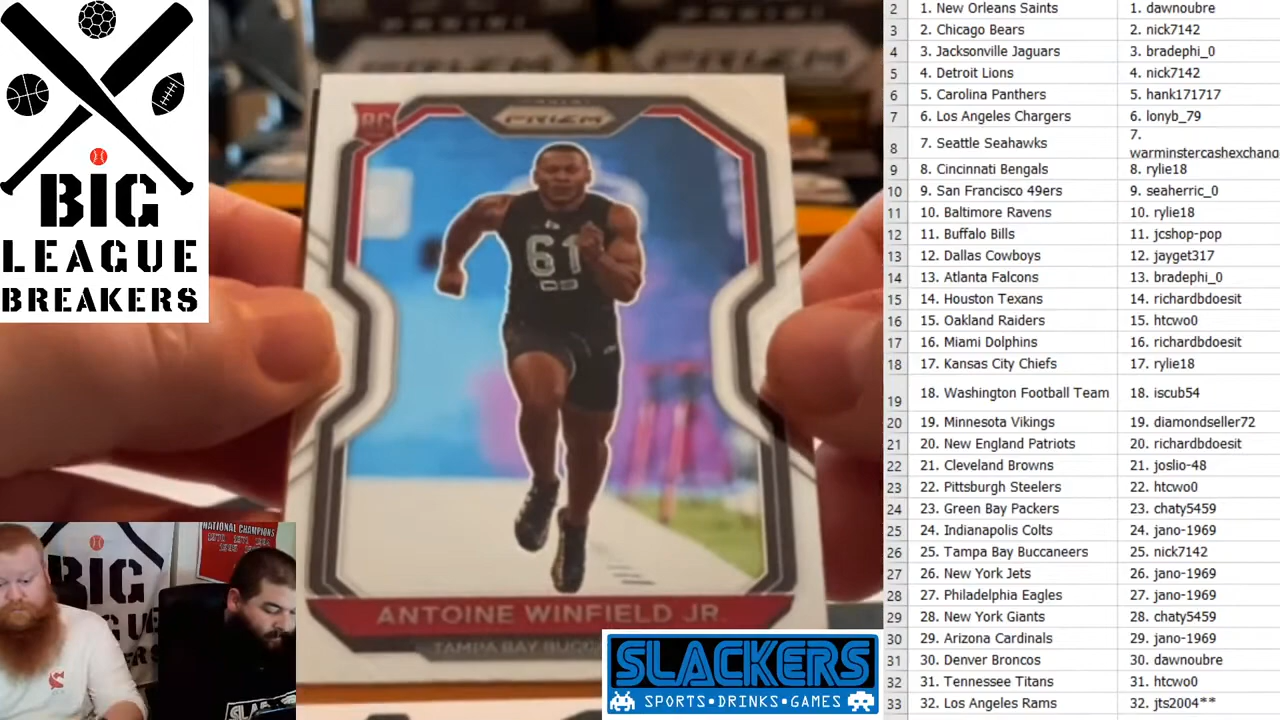 BIG
LEAGUE
BREAKERS
RC
PRIZM
61
ANTOINE WINFIELD JR.
TAMPA BAY BUCCA
NATIONAL CHAMPIONS
BIG
SLACKERS
SPORTS•DRINKS•GAMES
2 1. New Orleans Saints 1. dawnoubre
3 2. Chicago Bears 2. nick7142
4 3. Jacksonville Jaguars 3. bradephi_0
5 4. Detroit Lions 4. nick7142
6 5. Carolina Panthers 5. hank171717
7 6. Los Angeles Chargers 6. lonyb_79
8 7. Seattle Seahawks 7. warminstercashexchang
9 8. Cincinnati Bengals 8. rylie18
10 9. San Francisco 49ers 9. seaherric_0
11 10. Baltimore Ravens 10. rylie18
12 11. Buffalo Bills 11. jcshop-pop
13 12. Dallas Cowboys 12. jayget317
14 13. Atlanta Falcons 13. bradephi_0
15 14. Houston Texans 14. richardbdoesit
16 15. Oakland Raiders 15. htcwo0
17 16. Miami Dolphins 16. richardbdoesit
18 17. Kansas City Chiefs 17. rylie18
19 18. Washington Football Team 18. iscub54
20 19. Minnesota Vikings 19. diamondseller72
21 20. New England Patriots 20. richardbdoesit
22 21. Cleveland Browns 21. joslio-48
23 22. Pittsburgh Steelers 22. htcwo0
24 23. Green Bay Packers 23. chaty5459
25 24. Indianapolis Colts 24. jano-1969
26 25. Tampa Bay Buccaneers 25. nick7142
27 26. New York Jets 26. jano-1969
28 27. Philadelphia Eagles 27. jano-1969
29 28. New York Giants 28. chaty5459
30 29. Arizona Cardinals 29. jano-1969
31 30. Denver Broncos 30. dawnoubre
32 31. Tennessee Titans 31. htcwo0
33 32. Los Angeles Rams 32. jts2004**